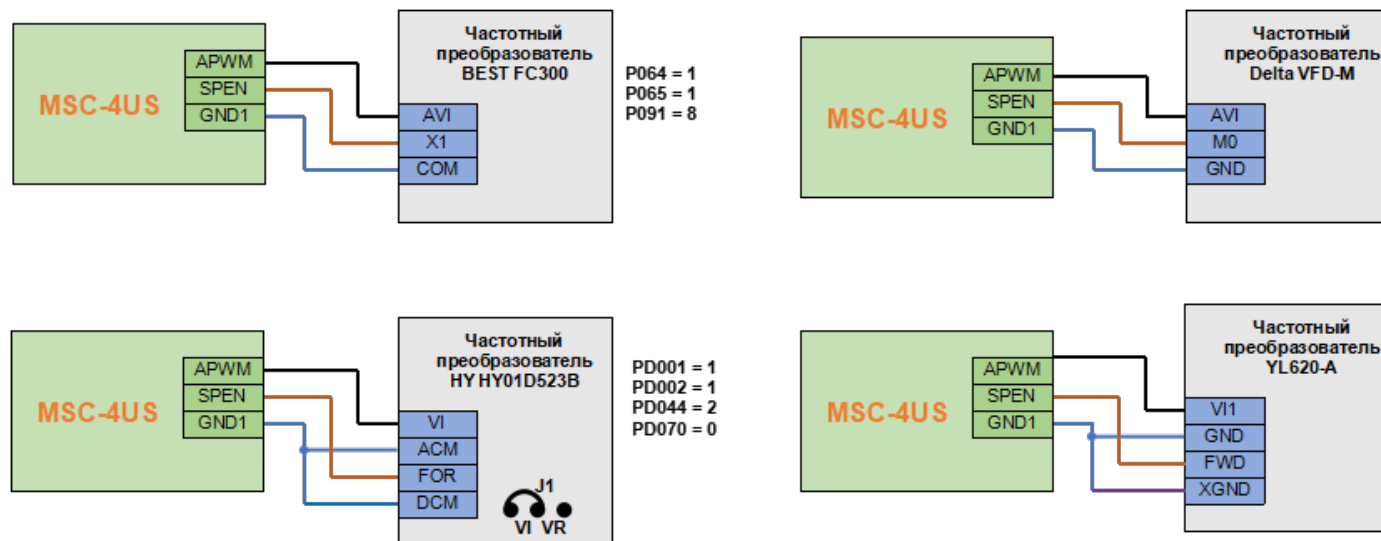 Частотный
преобразователь
BEST FC300
MSC-4US
APWM
SPEN
GND1
AVI
X1
COM
P064 = 1
P065 = 1
P091 = 8
Частотный
преобразователь
Delta VFD-M
MSC-4US
APWM
SPEN
GND1
AVI
M0
GND
Частотный
преобразователь
HY HY01D523B
MSC-4US
APWM
SPEN
GND1
VI
ACM
FOR
DCM
J1
VI VR
PD001 = 1
PD002 = 1
PD044 = 2
PD070 = 0
Частотный
преобразователь
YL620-A
MSC-4US
APWM
SPEN
GND1
VI1
GND
FWD
XGND